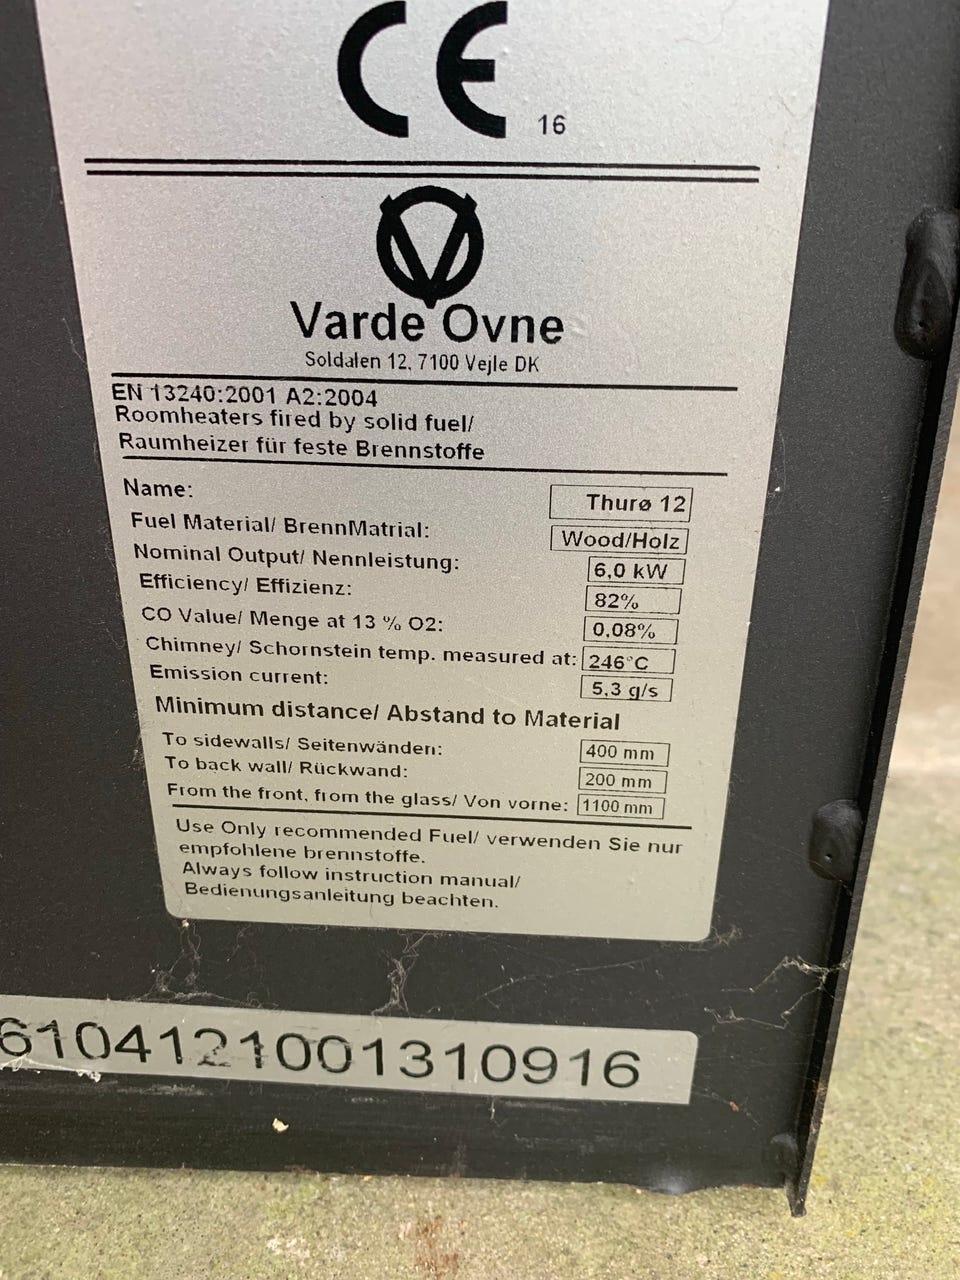 CE 16
Varde Ovne
Soldalen 12, 7100 Vejle DK
EN 13240:2001 A2:2004
Roomheaters fired by solid fuel/
Raumheizer für feste Brennstoffe
Name: Thurø 12
Fuel Material/ BrennMatrial: Wood/Holz
Nominal Output/ Nennleistung: 6,0 kW
Efficiency/ Effizienz: 82%
CO Value/ Menge at 13 % O2: 0,08%
Chimney/ Schornstein temp. measured at: 246°C
Emission current: 5,3 g/s
Minimum distance/ Abstand to Material
To sidewalls/ Seitenwänden: 400 mm
To back wall/ Rückwand: 200 mm
From the front, from the glass/ Von vorne: 1100 mm
Use Only recommended Fuel/ verwenden Sie nur
empfohlene brennstoffe.
Always follow instruction manual/
Bedienungsanleitung beachten.
6104121001310916